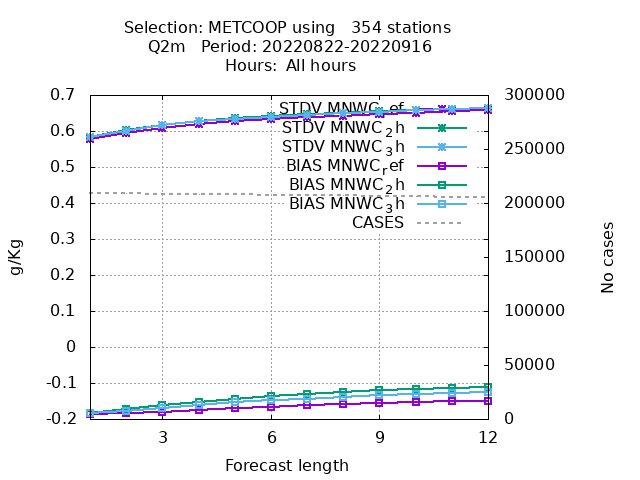 Selection: METCOOP using   354 stations
Q2m   Period: 20220822-20220916
Hours:  All hours
0.7
0.6
0.5
0.4
0.3
0.2
0.1
0
-0.1
-0.2
g/Kg
STDV MNWC_ref
STDV MNWC_2h
STDV MNWC_3h
BIAS MNWC_ref
BIAS MNWC_2h
BIAS MNWC_3h
CASES
300000
250000
200000
150000
100000
50000
0
No cases
3 6 9 12
Forecast length